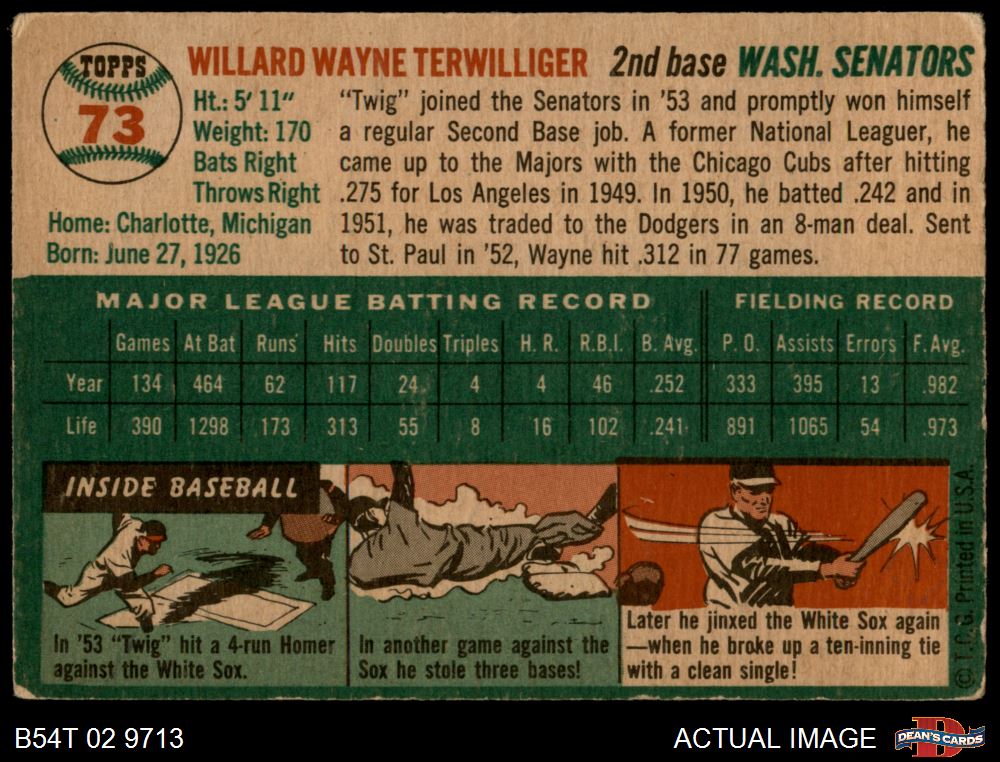 TOPPS
73
WILLARD WAYNE TERWILLIGER 2nd base WASH. SENATORS
Ht.: 5' 11"
Weight: 170
Bats Right
Throws Right
Home: Charlotte, Michigan
Born: June 27, 1926
"Twig" joined the Senators in '53 and promptly won himself
a regular Second Base job. A former National Leaguer, he
came up to the Majors with the Chicago Cubs after hitting
.275 for Los Angeles in 1949. In 1950, he batted .242 and in
1951, he was traded to the Dodgers in an 8-man deal. Sent
to St. Paul in '52, Wayne hit .312 in 77 games.
MAJOR LEAGUE BATTING RECORD FIELDING RECORD
Games At Bat Runs Hits Doubles Triples H. R. R.B.I. B. Avg. P. O. Assists Errors F. Avg.
Year 134 464 62 117 24 4 4 46 .252 333 395 13 .982
Life 390 1298 173 313 55 8 16 102 .241 891 1065 54 .973
INSIDE BASEBALL
In '53 "Twig" hit a 4-run Homer
against the White Sox.
In another game against the
Sox he stole three bases!
Later he jinxed the White Sox again
—when he broke up a ten-inning tie
with a clean single!
© T.C.G. Printed in U.S.A.
B54T 02 9713
ACTUAL IMAGE
D
DEAN'S CARDS